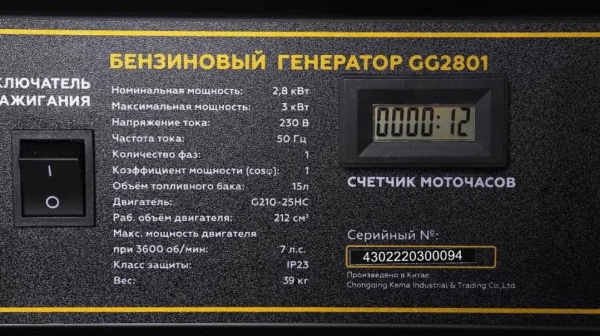 БЕНЗИНОВЫЙ ГЕНЕРАТОР GG2801
КЛЮЧАТЕЛЬ
АЖИГАНИЯ
I
O
Номинальная мощность: 2,8 кВт
Максимальная мощность: 3 кВт
Напряжение тока: 230 В
Частота тока: 50 Гц
Количество фаз: 1
Коэффициент мощности (cosφ): 1
Объём топливного бака: 15л
Двигатель: G210-25HC
Раб. объём двигателя: 212 см³
Макс. мощность двигателя
при 3600 об/мин: 7 л.с.
Класс защиты: IP23
Вес: 39 кг
0000:12
СЧЕТЧИК МОТОЧАСОВ
Серийный №:
4302220300094
Произведено в Китае
Chongqing Kema Industrial & Trading Co.,Ltd.